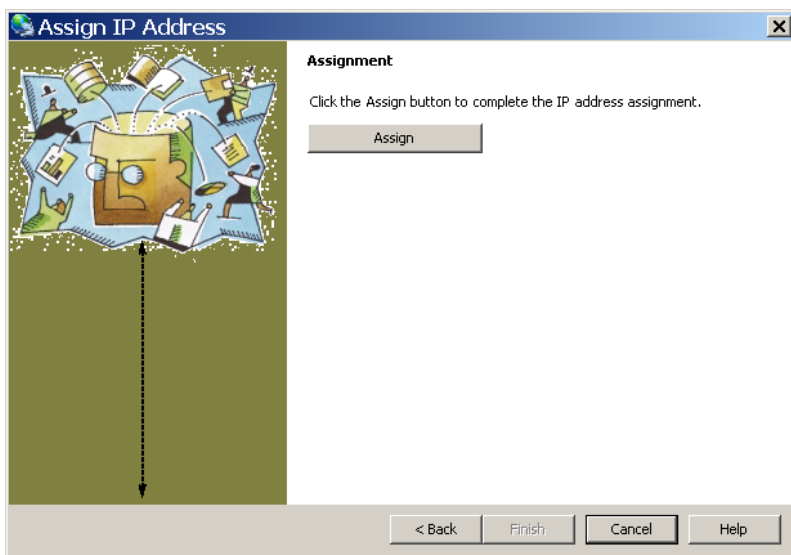 Assign IP Address
Assignment
Click the Assign button to complete the IP address assignment.
Assign
< Back Finish Cancel Help